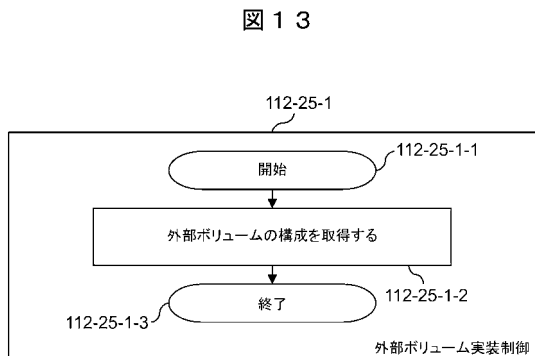 図１３
112-25-1
112-25-1-1
開始
外部ボリュームの構成を取得する
112-25-1-2
終了
112-25-1-3
外部ボリューム実装制御